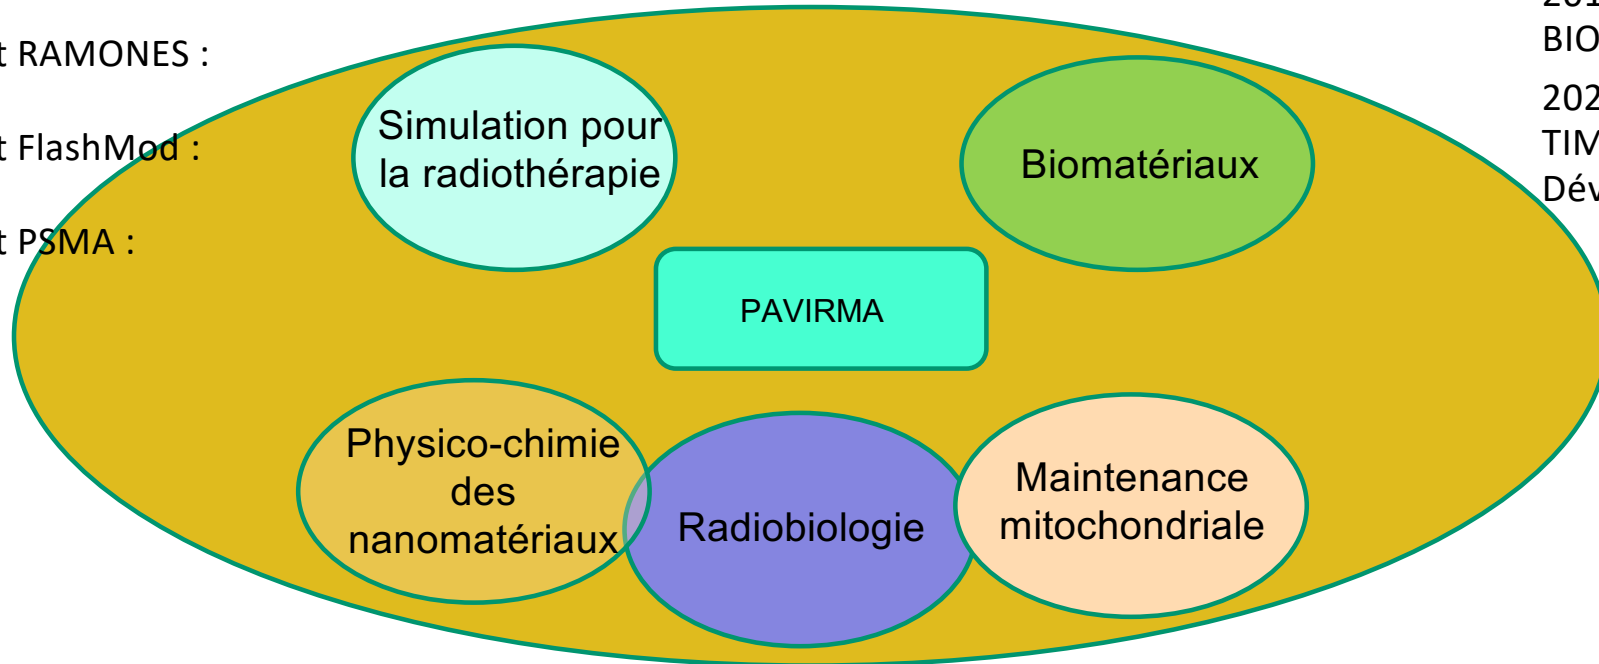 t RAMONES :
t FlashMod :
t PSMA :
Simulation pour
la radiothérapie
Biomatériaux
BIO
202
TIM
Dév
PAVIRMA
Physico-chimie
des
nanomatériaux
Radiobiologie
Maintenance
mitochondriale